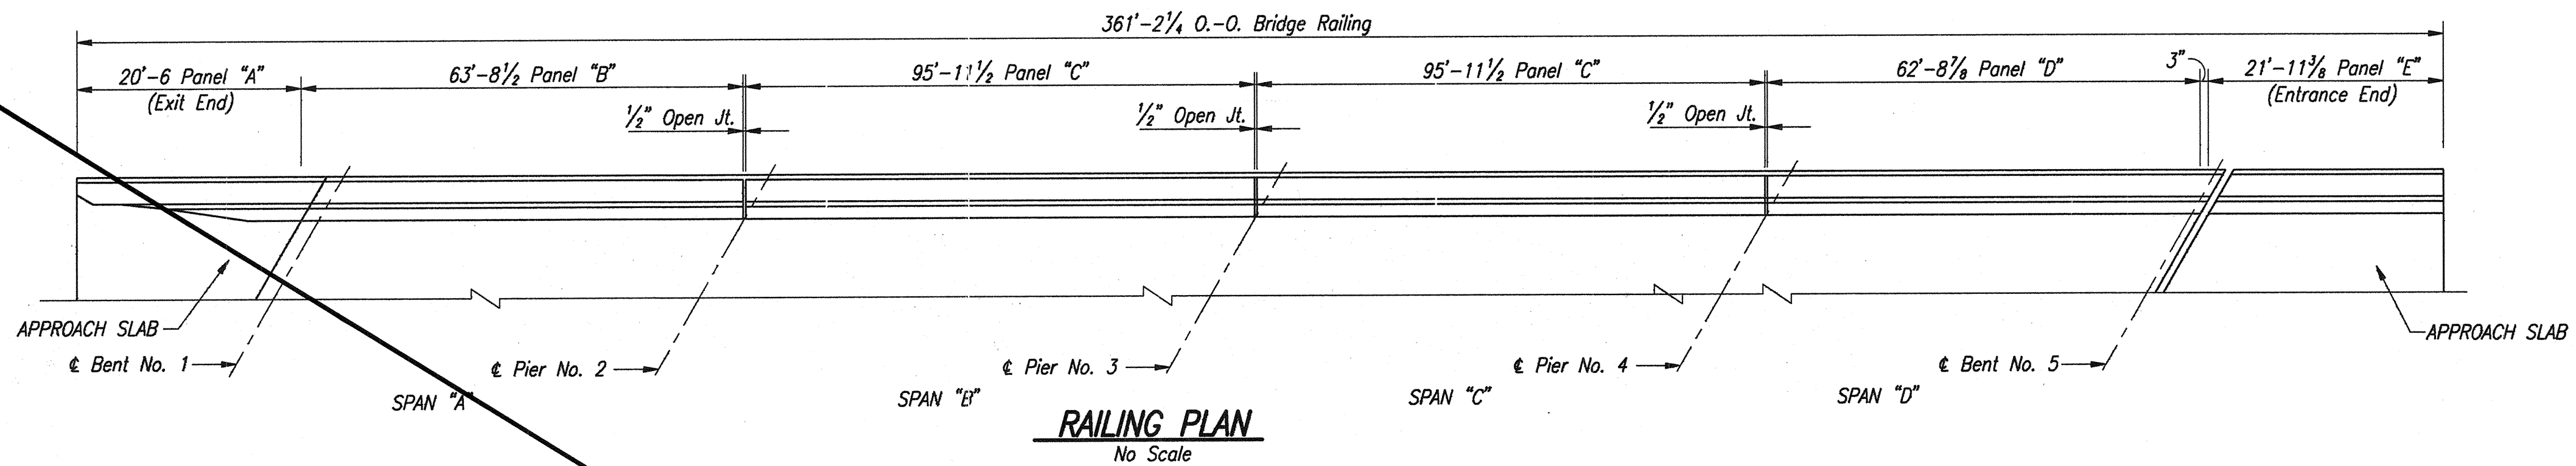 361'-2¼ O.-O. Bridge Railing
20'-6 Panel "A"
(Exit End)
63'-8½ Panel "B"
95'-11½ Panel "C"
95'-11½ Panel "C"
62'-8⅞ Panel "D"
3"
21'-11⅜ Panel "E"
(Entrance End)
½" Open Jt.
½" Open Jt.
½" Open Jt.
APPROACH SLAB
APPROACH SLAB
℄ Bent No. 1
℄ Pier No. 2
℄ Pier No. 3
℄ Pier No. 4
℄ Bent No. 5
SPAN "A"
SPAN "B"
SPAN "C"
SPAN "D"
RAILING PLAN
No Scale